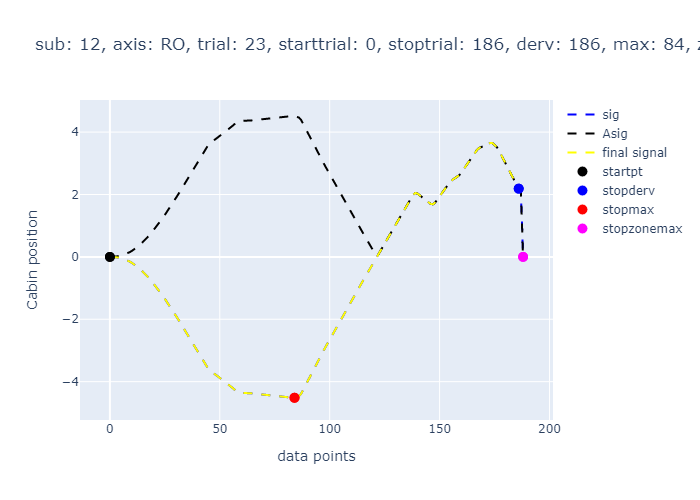 sub: 12, axis: RO, trial: 23, starttrial: 0, stoptrial: 186, derv: 186, max: 84,
sig
Asig
final signal
startpt
stopderv
stopmax
stopzonemax
4
2
0
−2
−4
Cabin position
0
50
100
150
200
data points